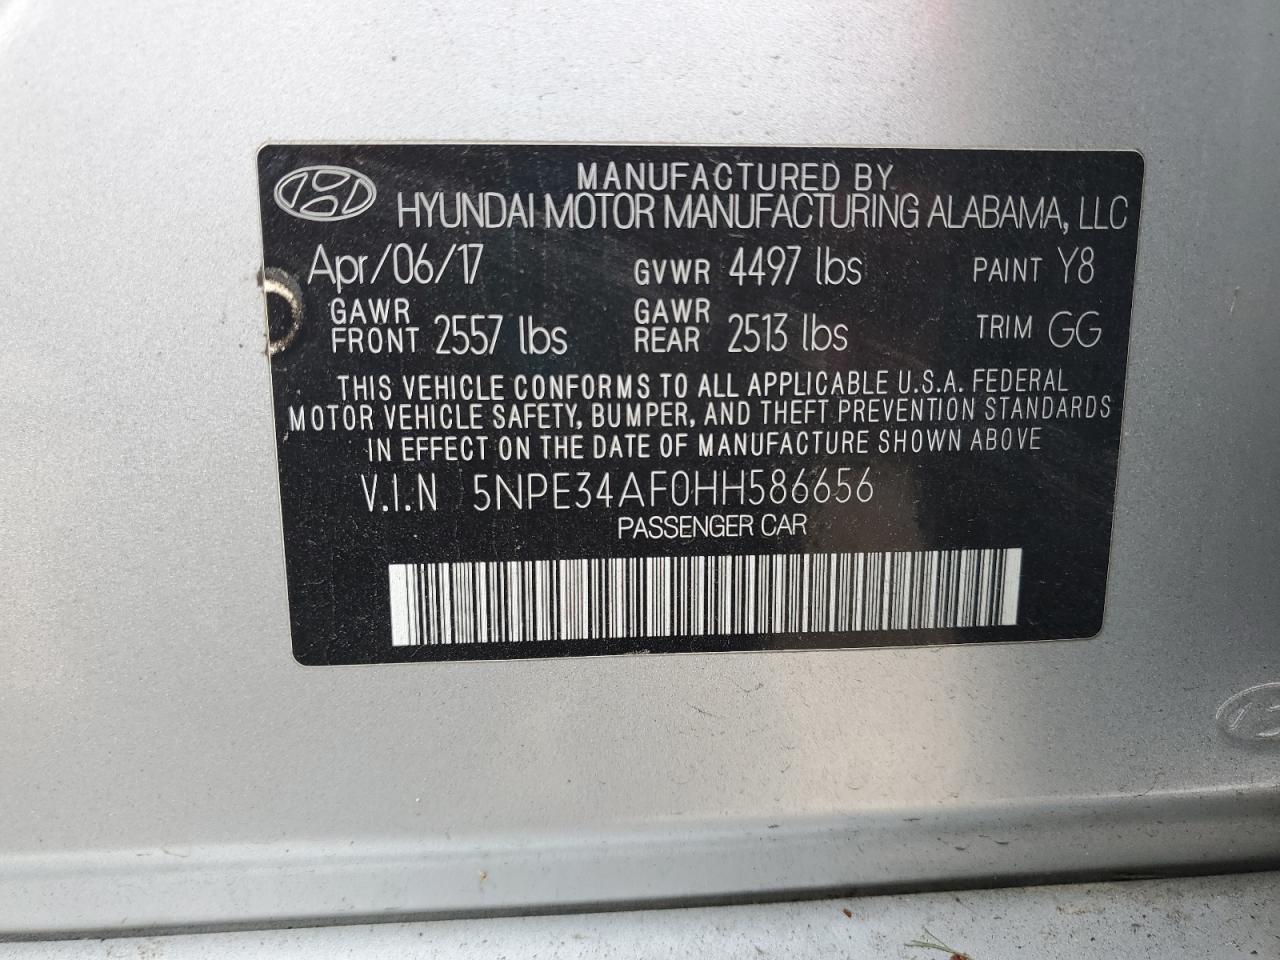 MANUFACTURED BY
HYUNDAI MOTOR MANUFACTURING ALABAMA, LLC
Apr/06/17 GVWR 4497 lbs PAINT Y8
GAWR FRONT 2557 lbs GAWR REAR 2513 lbs TRIM GG
THIS VEHICLE CONFORMS TO ALL APPLICABLE U.S.A. FEDERAL
MOTOR VEHICLE SAFETY, BUMPER, AND THEFT PREVENTION STANDARDS
IN EFFECT ON THE DATE OF MANUFACTURE SHOWN ABOVE
V.I.N 5NPE34AF0HH586656
PASSENGER CAR